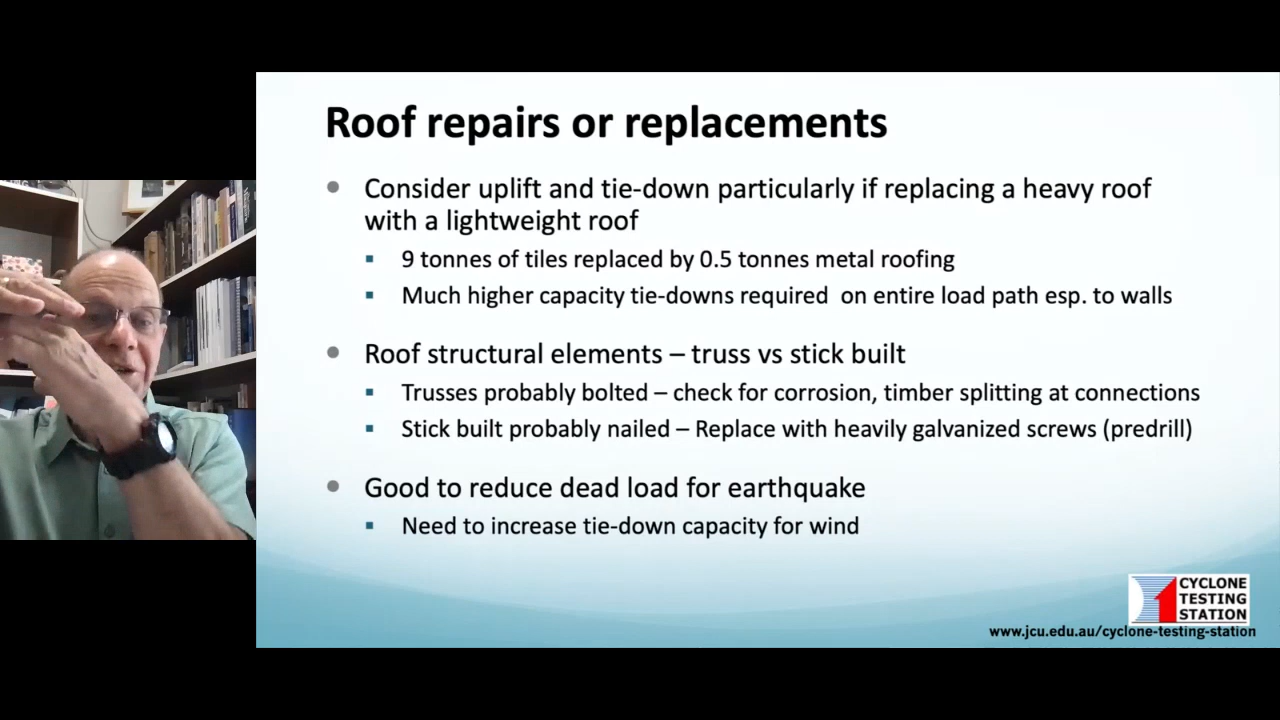 Roof repairs or replacements
Consider uplift and tie-down particularly if replacing a heavy roof
with a lightweight roof
9 tonnes of tiles replaced by 0.5 tonnes metal roofing
Much higher capacity tie-downs required on entire load path esp. to walls
Roof structural elements – truss vs stick built
Trusses probably bolted – check for corrosion, timber splitting at connections
Stick built probably nailed – Replace with heavily galvanized screws (predrill)
Good to reduce dead load for earthquake
Need to increase tie-down capacity for wind
CYCLONE
TESTING
STATION
www.jcu.edu.au/cyclone-testing-station